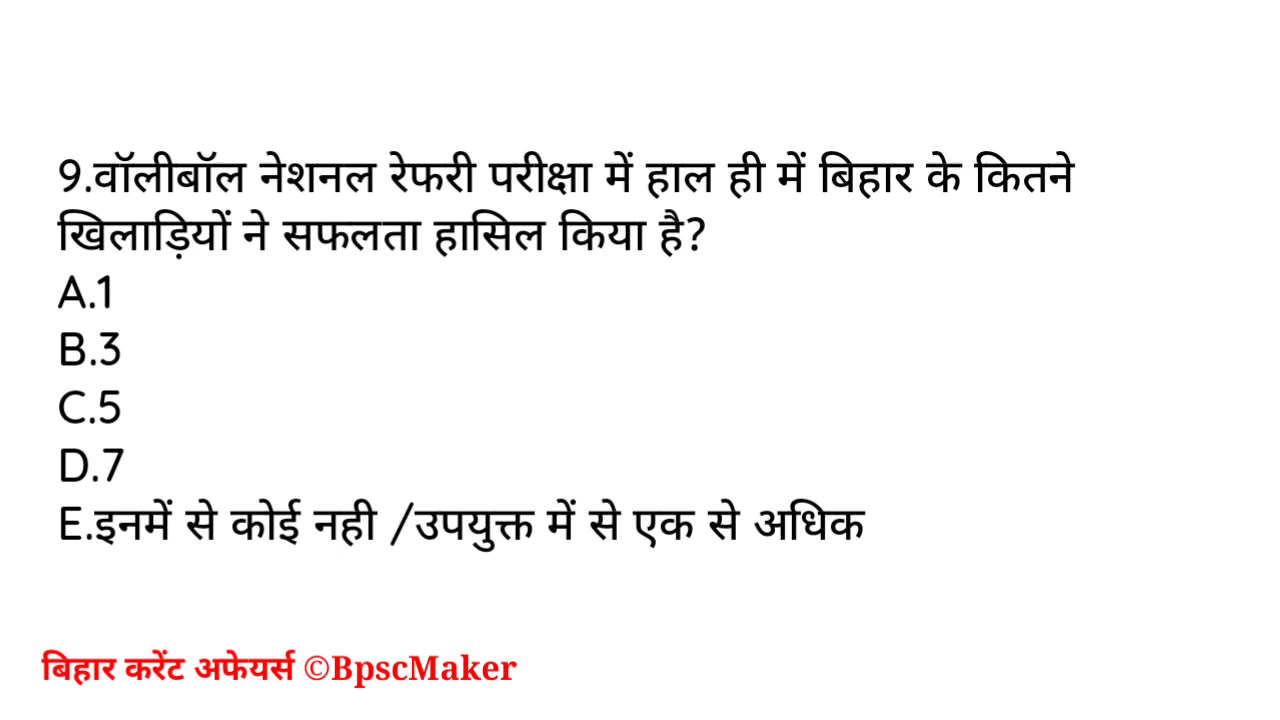 9.वॉलीबॉल नेशनल रेफरी परीक्षा में हाल ही में बिहार के कितने
खिलाड़ियों ने सफलता हासिल किया है?
A.1
B.3
C.5
D.7
E.इनमें से कोई नही /उपयुक्त में से एक से अधिक
बिहार करेंट अफेयर्स ©BpscMaker